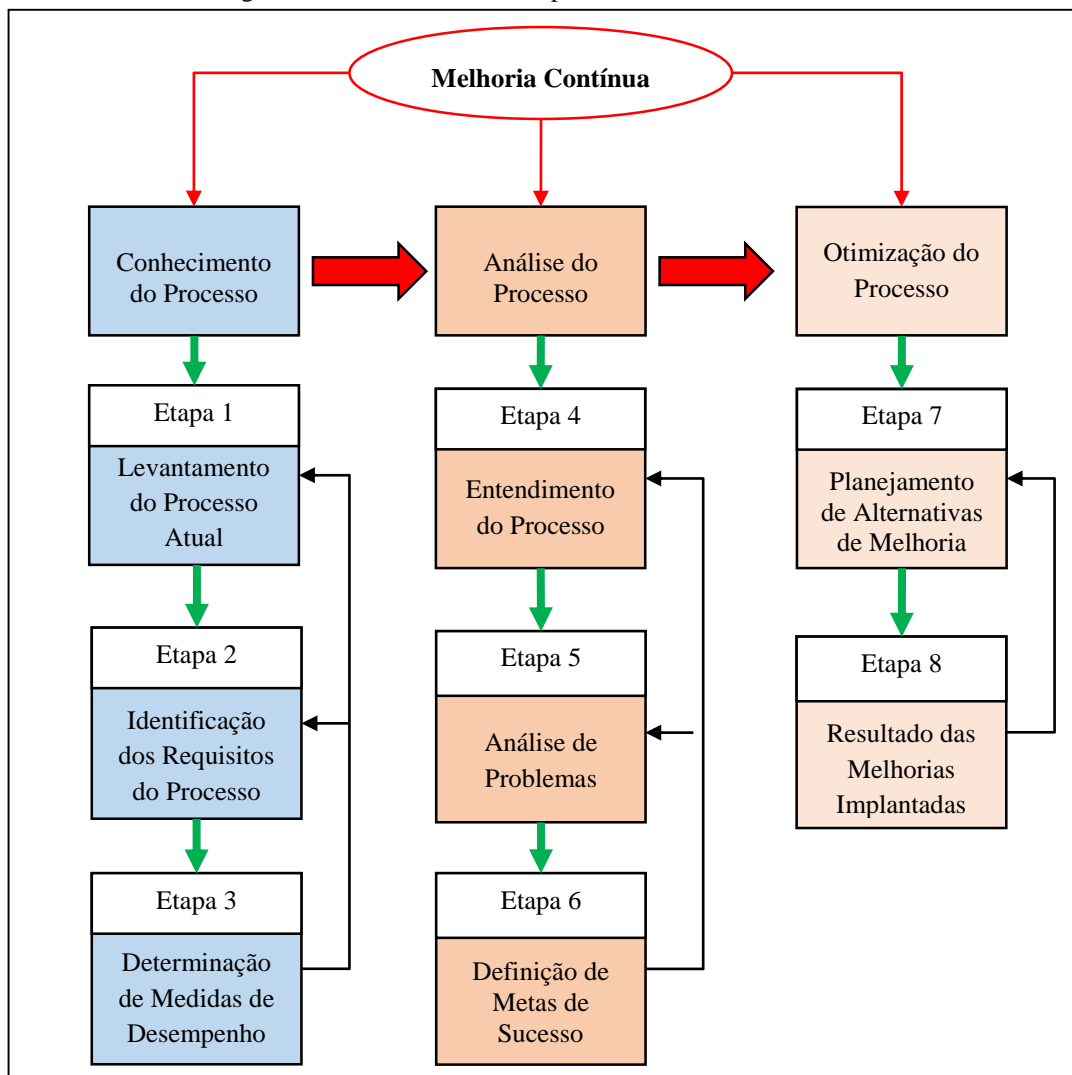 Melhoria Contínua
Conhecimento
do Processo
Análise do
Processo
Otimização do
Processo
Etapa 1
Levantamento
do Processo
Atual
Etapa 2
Identificação
dos Requisitos
do Processo
Etapa 3
Determinação
de Medidas de
Desempenho
Etapa 4
Entendimento
do Processo
Etapa 5
Análise de
Problemas
Etapa 6
Definição de
Metas de
Sucesso
Etapa 7
Planejamento
de Alternativas
de Melhoria
Etapa 8
Resultado das
Melhorias
Implantadas